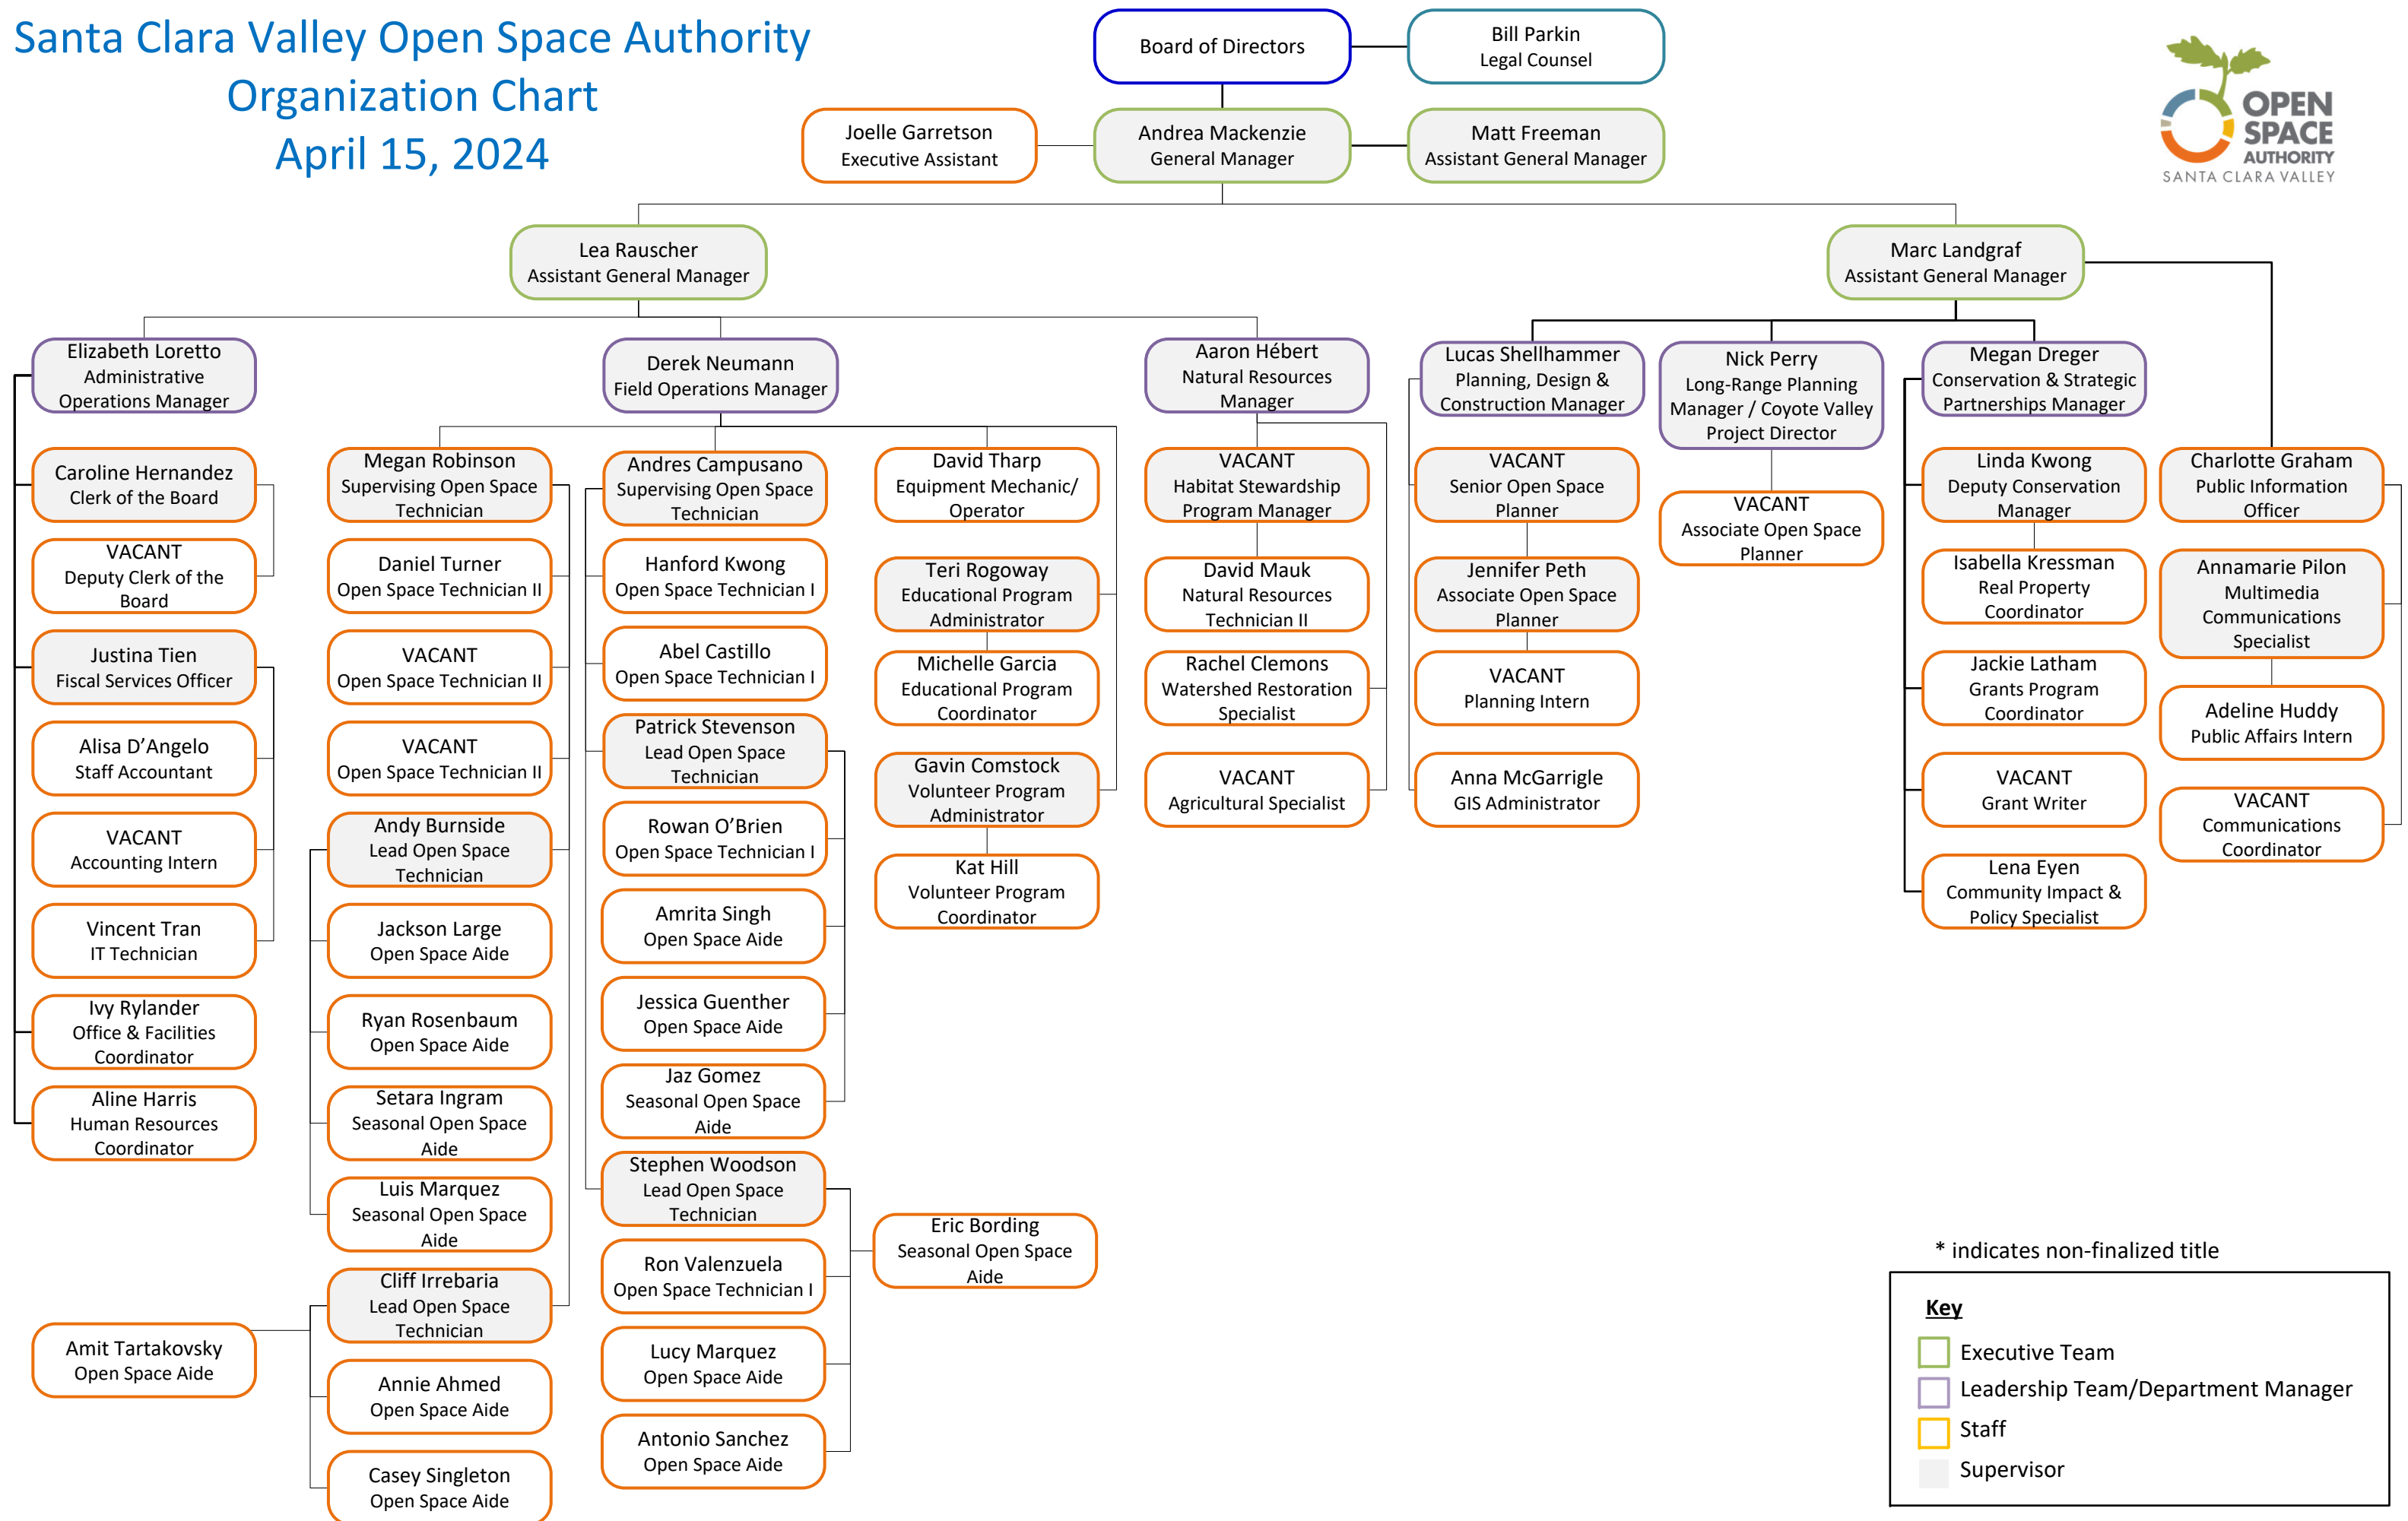 Santa Clara Valley Open Space Authority
Organization Chart
April 15, 2024
Board of Directors
Bill Parkin
Legal Counsel
Joelle Garretson
Executive Assistant
Andrea Mackenzie
General Manager
Matt Freeman
Assistant General Manager
OPEN
SPACE
AUTHORITY
SANTA CLARA VALLEY
Lea Rauscher
Assistant General Manager
Marc Landgraf
Assistant General Manager
Elizabeth Loretto
Administrative
Operations Manager
Derek Neumann
Field Operations Manager
Aaron Hébert
Natural Resources
Manager
Lucas Shellhammer
Planning, Design &
Construction Manager
Nick Perry
Long-Range Planning
Manager / Coyote Valley
Project Director
Megan Dreger
Conservation & Strategic
Partnerships Manager
Caroline Hernandez
Clerk of the Board
VACANT
Deputy Clerk of the
Board
Justina Tien
Fiscal Services Officer
Alisa D’Angelo
Staff Accountant
VACANT
Accounting Intern
Vincent Tran
IT Technician
Ivy Rylander
Office & Facilities
Coordinator
Aline Harris
Human Resources
Coordinator
Megan Robinson
Supervising Open Space
Technician
Daniel Turner
Open Space Technician II
VACANT
Open Space Technician II
VACANT
Open Space Technician II
Andy Burnside
Lead Open Space
Technician
Jackson Large
Open Space Aide
Ryan Rosenbaum
Open Space Aide
Setara Ingram
Seasonal Open Space
Aide
Luis Marquez
Seasonal Open Space
Aide
Cliff Irrebaria
Lead Open Space
Technician
Amit Tartakovsky
Open Space Aide
Annie Ahmed
Open Space Aide
Casey Singleton
Open Space Aide
Andres Campusano
Supervising Open Space
Technician
Hanford Kwong
Open Space Technician I
Abel Castillo
Open Space Technician I
Patrick Stevenson
Lead Open Space
Technician
Rowan O’Brien
Open Space Technician I
Amrita Singh
Open Space Aide
Jessica Guenther
Open Space Aide
Jaz Gomez
Seasonal Open Space
Aide
Stephen Woodson
Lead Open Space
Technician
Eric Bording
Seasonal Open Space
Aide
Ron Valenzuela
Open Space Technician I
Lucy Marquez
Open Space Aide
Antonio Sanchez
Open Space Aide
David Tharp
Equipment Mechanic/
Operator
Teri Rogoway
Educational Program
Administrator
Michelle Garcia
Educational Program
Coordinator
Gavin Comstock
Volunteer Program
Administrator
Kat Hill
Volunteer Program
Coordinator
VACANT
Habitat Stewardship
Program Manager
David Mauk
Natural Resources
Technician II
Rachel Clemons
Watershed Restoration
Specialist
VACANT
Agricultural Specialist
VACANT
Senior Open Space
Planner
Jennifer Peth
Associate Open Space
Planner
VACANT
Planning Intern
Anna McGarrigle
GIS Administrator
VACANT
Associate Open Space
Planner
Linda Kwong
Deputy Conservation
Manager
Isabella Kressman
Real Property
Coordinator
Jackie Latham
Grants Program
Coordinator
VACANT
Grant Writer
Lena Eyen
Community Impact &
Policy Specialist
Charlotte Graham
Public Information
Officer
Annamarie Pilon
Multimedia
Communications
Specialist
Adeline Huddy
Public Affairs Intern
VACANT
Communications
Coordinator
* indicates non-finalized title
Key
Executive Team
Leadership Team/Department Manager
Staff
Supervisor